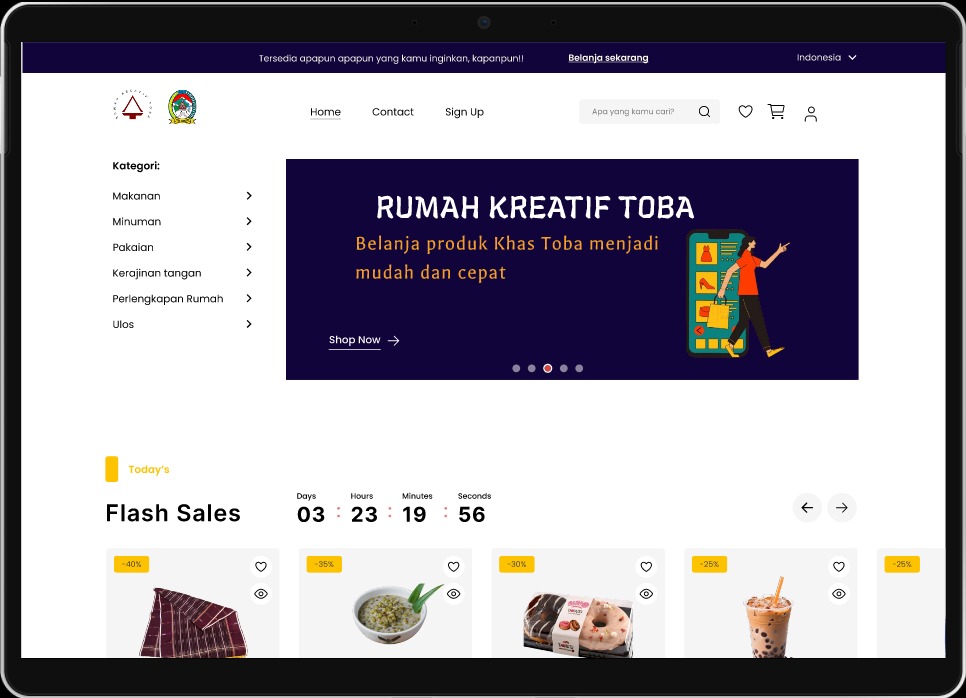 Tersedia apapun apapun yang kamu inginkan, kapanpun!! Belanja sekarang Indonesia
Home Contact Sign Up Apa yang kamu cari?
Kategori:
Makanan
Minuman
Pakaian
Kerajinan tangan
Perlengkapan Rumah
Ulos
RUMAH KREATIF TOBA
Belanja produk Khas Toba menjadi
mudah dan cepat
Shop Now
Today's
Flash Sales
Days Hours Minutes Seconds
03 : 23 : 19 : 56
-40% -35% -30% -25% -25%